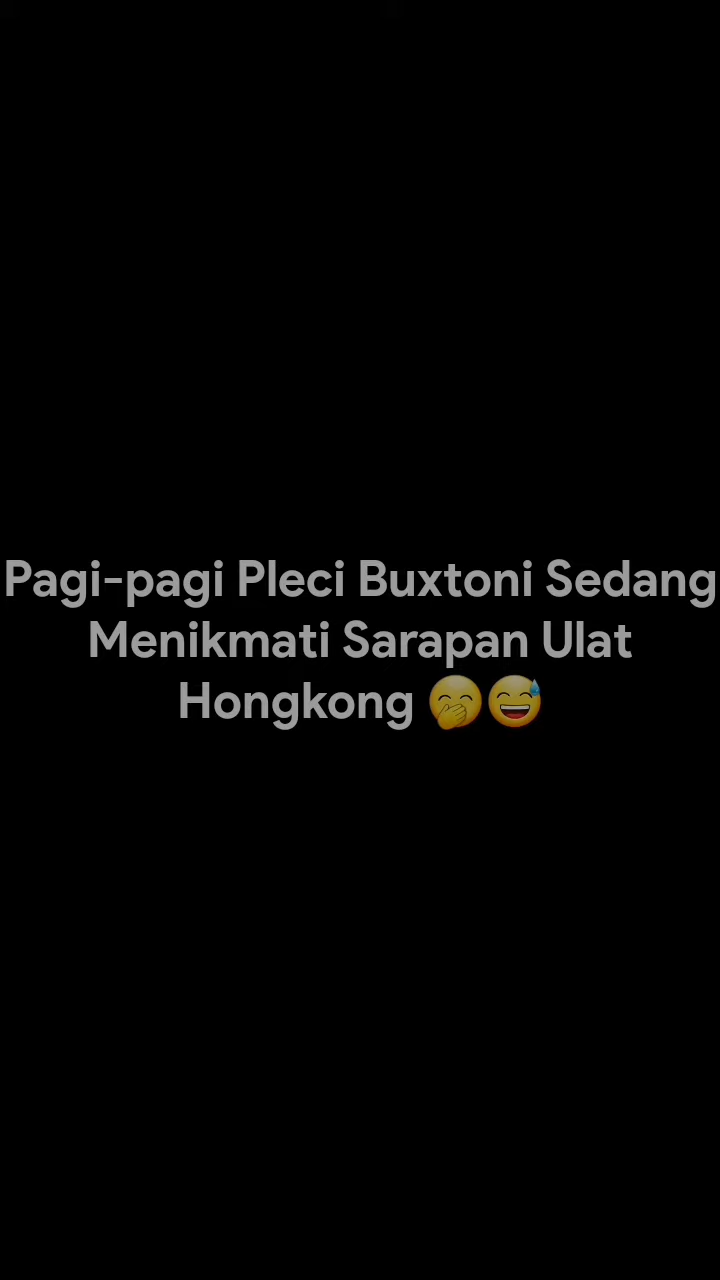 Pagi-pagi Pleci Buxtoni Sedang
Menikmati Sarapan Ulat
Hongkong 🤭😅